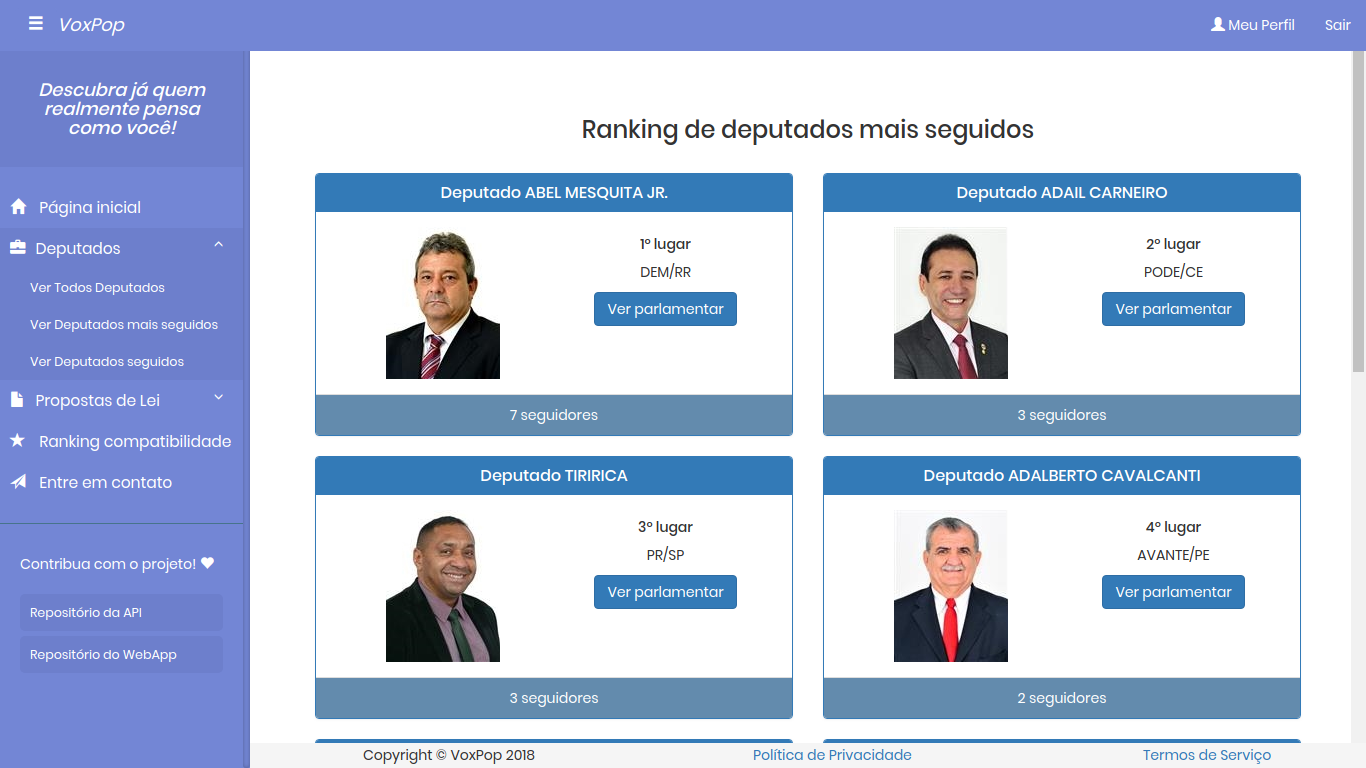 VoxPop
Meu Perfil
Sair
Descubra já quem
realmente pensa
como você!
Página inicial
Deputados
Ver Todos Deputados
Ver Deputados mais seguidos
Ver Deputados seguidos
Propostas de Lei
Ranking compatibilidade
Entre em contato
Contribua com o projeto!
Repositório da API
Repositório do WebApp
Ranking de deputados mais seguidos
Deputado ABEL MESQUITA JR.
1º lugar
DEM/RR
Ver parlamentar
7 seguidores
Deputado ADAIL CARNEIRO
2º lugar
PODE/CE
Ver parlamentar
3 seguidores
Deputado TIRIRICA
3º lugar
PR/SP
Ver parlamentar
3 seguidores
Deputado ADALBERTO CAVALCANTI
4º lugar
AVANTE/PE
Ver parlamentar
2 seguidores
Copyright © VoxPop 2018
Política de Privacidade
Termos de Serviço